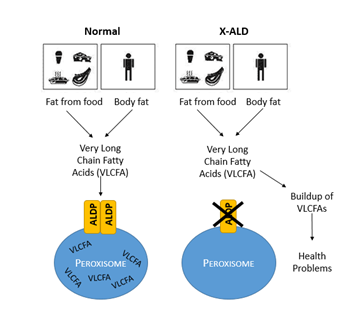 Normal
Fat from food
Body fat
Very Long
Chain Fatty
Acids (VLCFA)
ALDP
ALDP
VLCFA
VLCFA
PEROXISOME
VLCFA
VLCFA
VLCFA
X-ALD
Fat from food
Body fat
Very Long
Chain Fatty
Acids (VLCFA)
ALDP
PEROXISOME
Buildup of
VLCFAs
Health
Problems